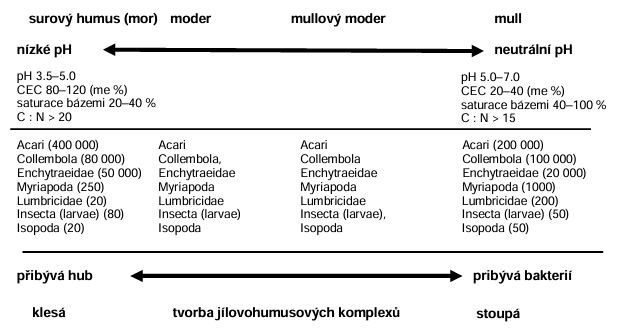 surový humus (mor) moder mullový moder mull
nízké pH neutrální pH
pH 3.5–5.0 pH 5.0–7.0
CEC 80–120 (me %) CEC 20–40 (me %)
saturace bázemi 20–40 % saturace bázemi 40–100 %
C : N > 20 C : N > 15
Acari (400 000) Acari Acari Acari (200 000)
Collembola (80 000) Collembola, Collembola Collembola (100 000)
Enchytraeidae (50 000) Enchytraeidae Enchytraeidae Enchytraeidae (20 000)
Myriapoda (250) Myriapoda Myriapoda Myriapoda (1000)
Lumbricidae (20) Lumbricidae Lumbricidae Lumbricidae (200)
Insecta (larvae) (80) Insecta (larvae) Insecta (larvae), Insecta (larvae) (50)
Isopoda (20) Isopoda Isopoda Isopoda (50)
přibývá hub pribývá bakterií
klesá tvorba jílovohumusových komplexů stoupá